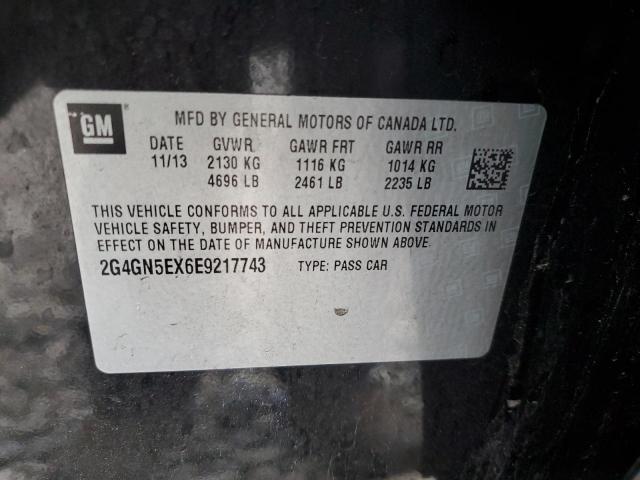 GM ®
MFD BY GENERAL MOTORS OF CANADA LTD.
DATE GVWR GAWR FRT GAWR RR
11/13 2130 KG 1116 KG 1014 KG
4696 LB 2461 LB 2235 LB
THIS VEHICLE CONFORMS TO ALL APPLICABLE U.S. FEDERAL MOTOR
VEHICLE SAFETY, BUMPER, AND THEFT PREVENTION STANDARDS IN
EFFECT ON THE DATE OF MANUFACTURE SHOWN ABOVE.
2G4GN5EX6E9217743 TYPE: PASS CAR